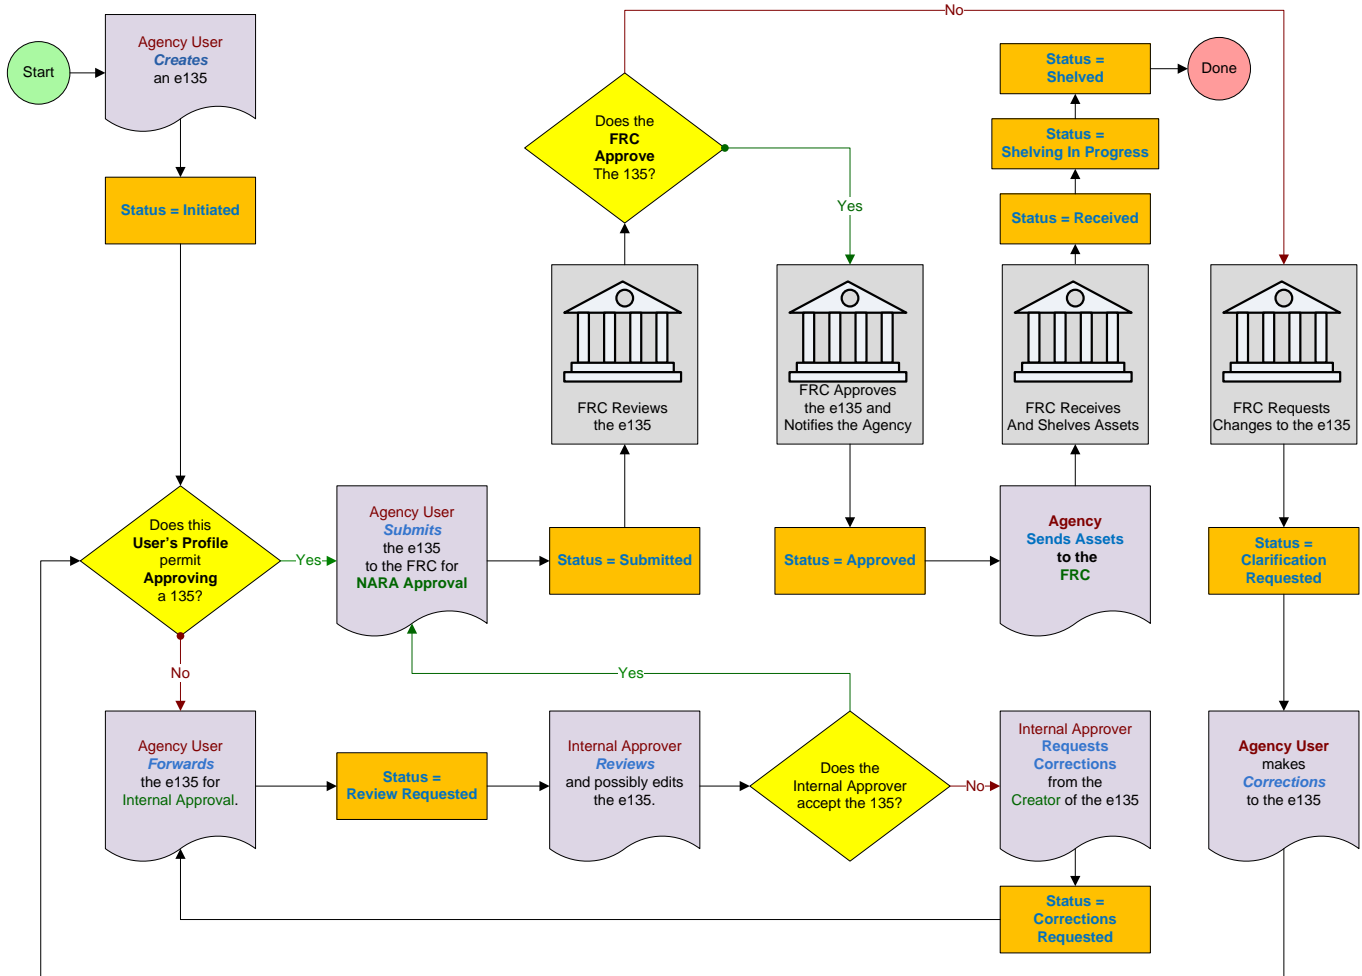 No
Start
Agency User
Creates
an e135
Does the
FRC
Approve
The 135?
Status =
Shelved
Done
Status =
Shelving In Progress
Status = Initiated
Yes
Status = Received
FRC Reviews
the e135
FRC Approves
the e135 and
Notifies the Agency
FRC Receives
And Shelves Assets
FRC Requests
Changes to the e135
Does this
User's Profile
permit
Approving
a 135?
Yes
Agency User
Submits
the e135
to the FRC for
NARA Approval
Status = Submitted
Status = Approved
Agency
Sends Assets
to the
FRC
Status =
Clarification
Requested
No
Yes
Agency User
Forwards
the e135 for
Internal Approval.
Status =
Review Requested
Internal Approver
Reviews
and possibly edits
the e135.
Does the
Internal Approver
accept the 135?
No
Internal Approver
Requests
Corrections
from the
Creator of the e135
Agency User
makes
Corrections
to the e135
Status =
Corrections
Requested